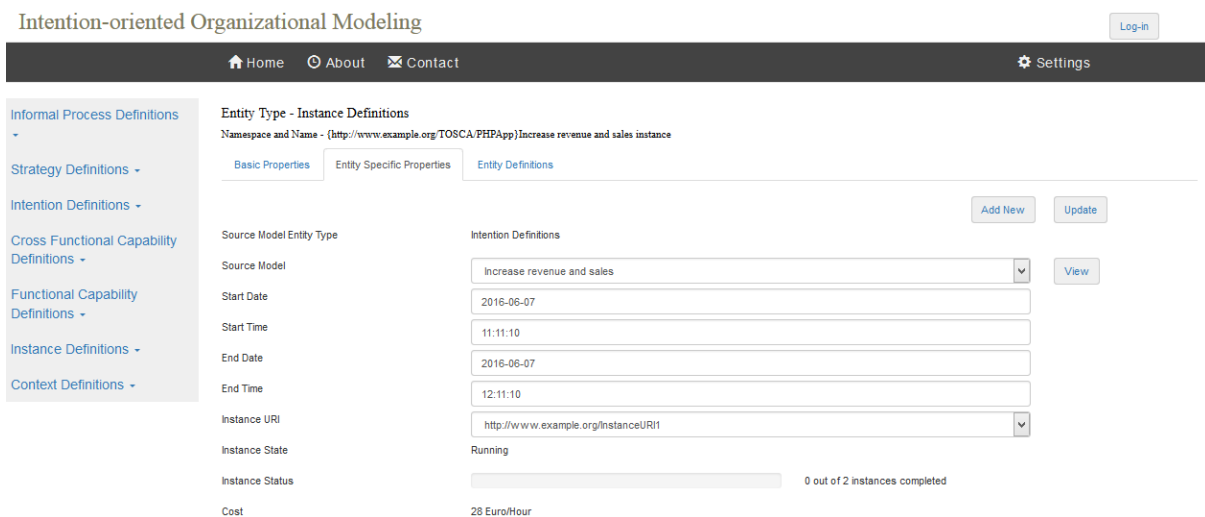 Intention-oriented Organizational Modeling
Log-in
Home About Contact Settings
Informal Process Definitions
Strategy Definitions
Intention Definitions
Cross Functional Capability
Definitions
Functional Capability
Definitions
Instance Definitions
Context Definitions
Entity Type - Instance Definitions
Namespace and Name - {http://www.example.org/TOSCA/PHPApp}Increase revenue and sales instance
Basic Properties Entity Specific Properties Entity Definitions
Add New Update
Source Model Entity Type Intention Definitions
Source Model Increase revenue and sales View
Start Date 2016-06-07
Start Time 11:11:10
End Date 2016-06-07
End Time 12:11:10
Instance URI http://www.example.org/InstanceURI1
Instance State Running
Instance Status 0 out of 2 instances completed
Cost 28 Euro/Hour